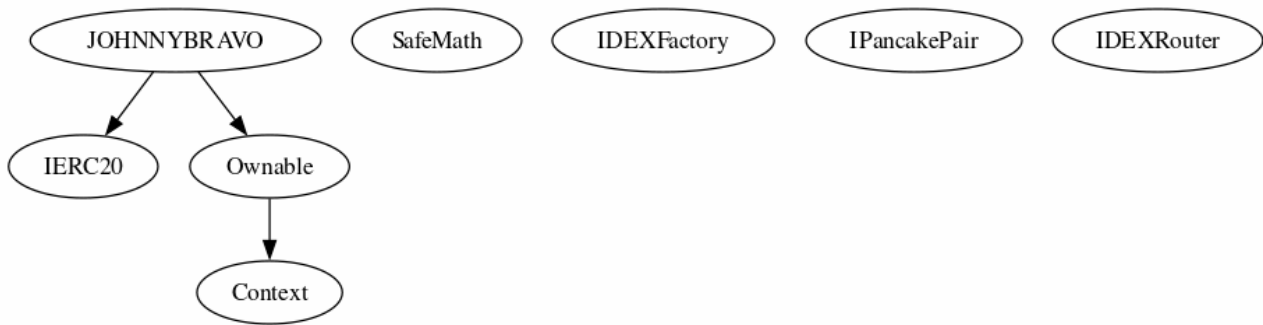 JOHNNYBRAVO
SafeMath
IDEXFactory
IPancakePair
IDEXRouter
IERC20
Ownable
Context